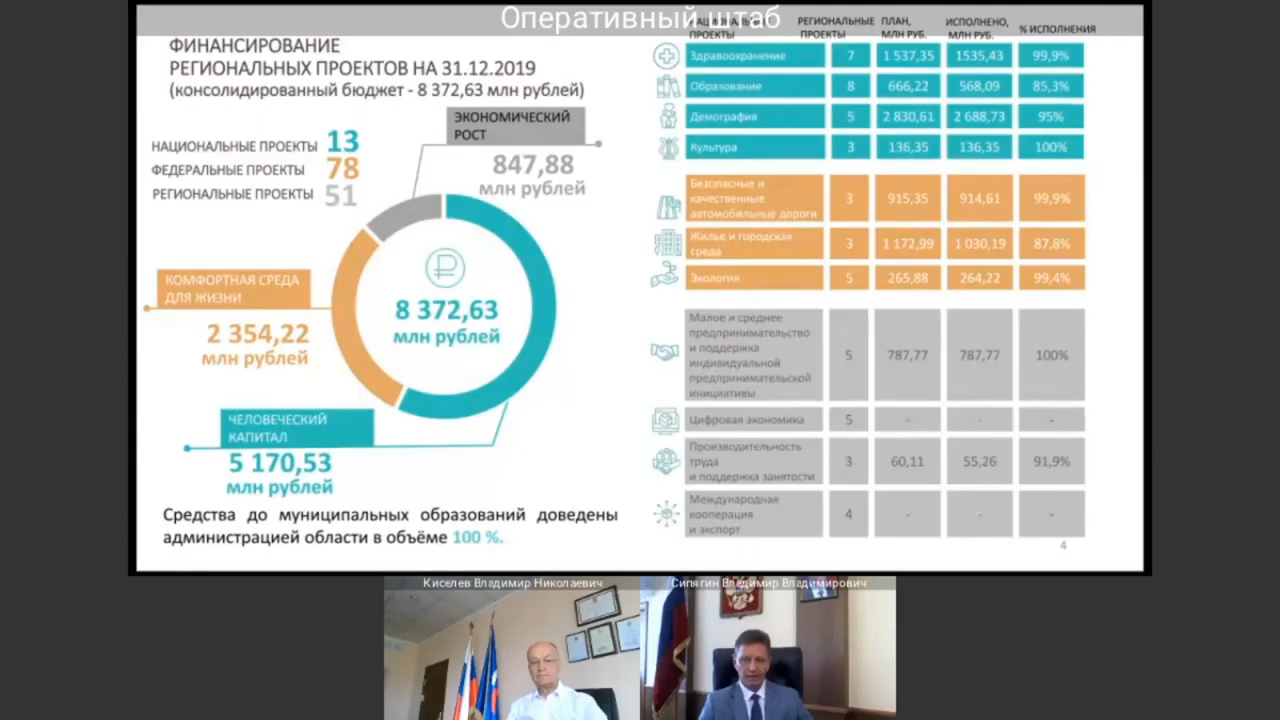 Оперативный штаб
ФИНАНСИРОВАНИЕ
РЕГИОНАЛЬНЫХ ПРОЕКТОВ НА 31.12.2019
(консолидированный бюджет - 8 372,63 млн рублей)
НАЦИОНАЛЬНЫЕ ПРОЕКТЫ 13
ФЕДЕРАЛЬНЫЕ ПРОЕКТЫ 78
РЕГИОНАЛЬНЫЕ ПРОЕКТЫ 51
ЭКОНОМИЧЕСКИЙ
РОСТ
847,88
млн рублей
КОМФОРТНАЯ СРЕДА
ДЛЯ ЖИЗНИ
2 354,22
млн рублей
8 372,63
млн рублей
ЧЕЛОВЕЧЕСКИЙ
КАПИТАЛ
5 170,53
млн рублей
Средства до муниципальных образований доведены
администрацией области в объёме 100 %.
НАЦИОНАЛЬНЫЕ РЕГИОНАЛЬНЫЕ ПЛАН, ИСПОЛНЕНО, % ИСПОЛНЕНИЯ
ПРОЕКТЫ ПРОЕКТЫ МЛН РУБ. МЛН РУБ.
Здравоохранение 7 1 537,35 1535,43 99,9%
Образование 8 666,22 568,09 85,3%
Демография 5 2 830,61 2 688,73 95%
Культура 3 136,35 136,35 100%
Безопасные и
качественные 3 915,35 914,61 99,9%
автомобильные дороги
Жилье и городская 3 1 172,99 1 030,19 87,8%
среда
Экология 5 265,88 264,22 99,4%
Малое и среднее
предпринимательство
и поддержка 5 787,77 787,77 100%
индивидуальной
предпринимательской
инициативы
Цифровая экономика 5 - - -
Производительность
труда 3 60,11 55,26 91,9%
и поддержка занятости
Международная
кооперация 4 - - -
и экспорт
4
Киселев Владимир Николаевич
Сипягин Владимир Владимирович